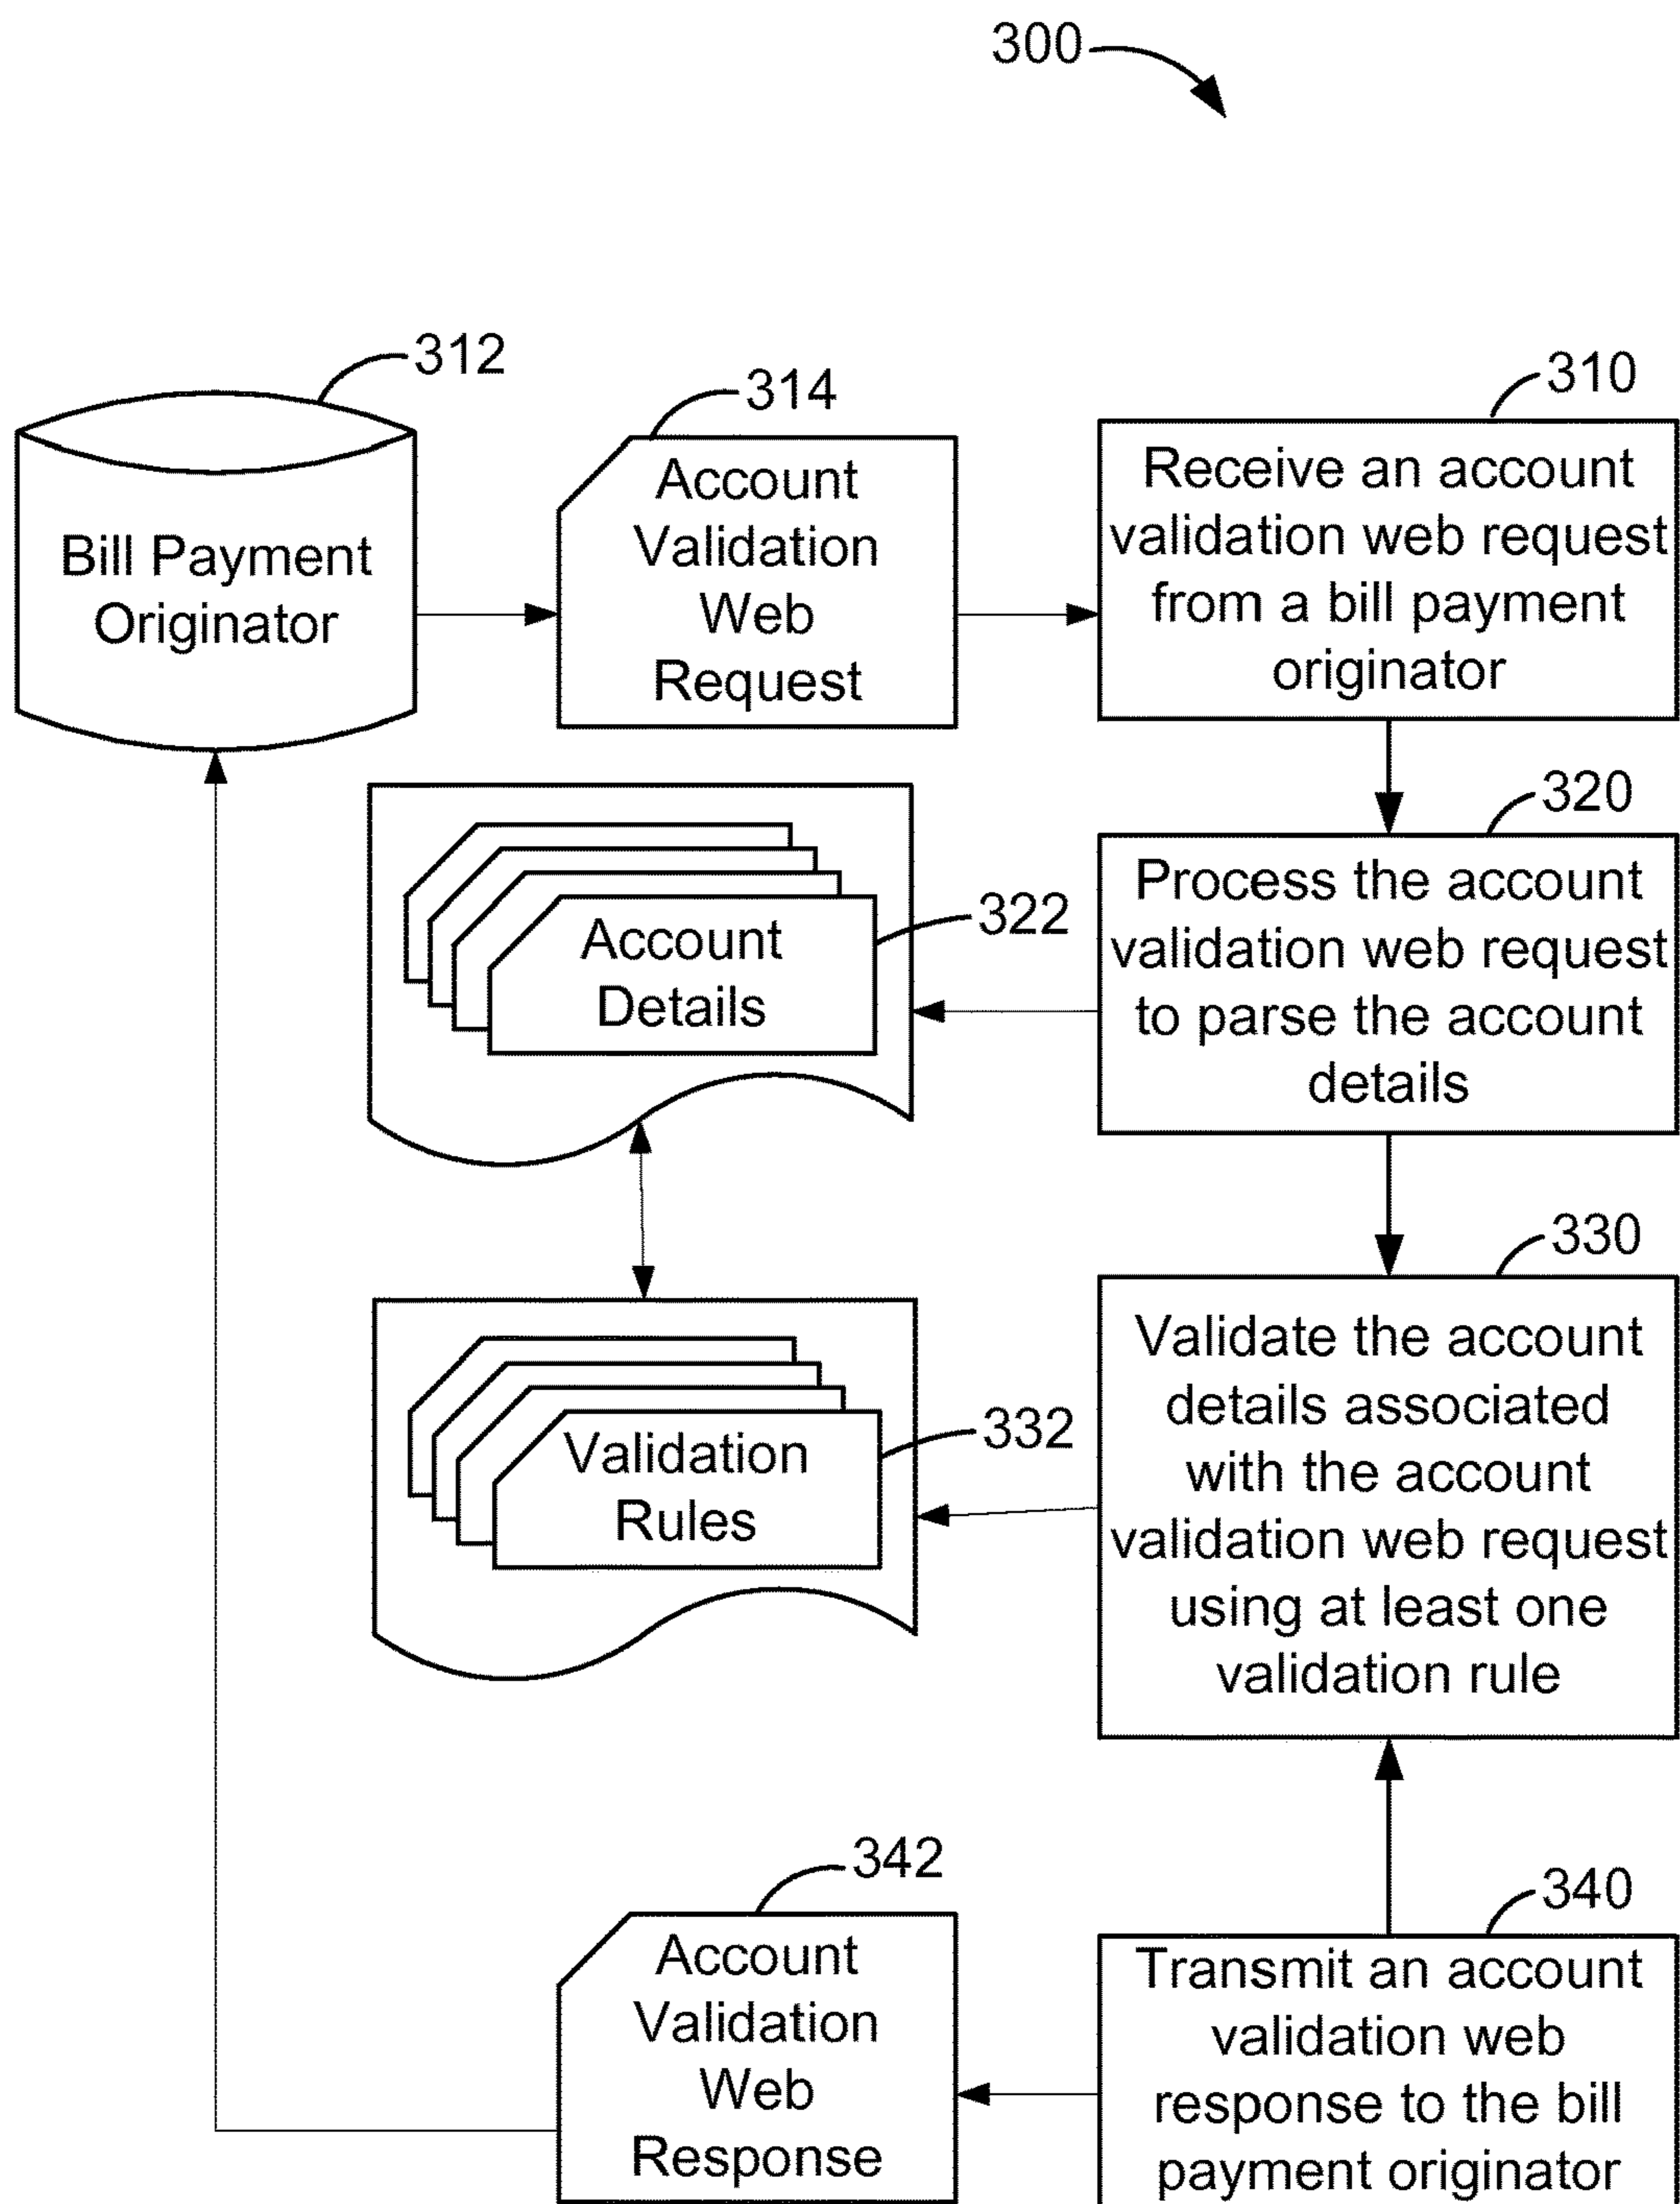 300
312
Bill Payment
Originator
314
Account
Validation
Web
Request
310
Receive an account
validation web request
from a bill payment
originator
320
Process the account
validation web request
to parse the account
details
322
Account
Details
330
Validate the account
details associated
with the account
validation web request
using at least one
validation rule
332
Validation
Rules
340
Transmit an account
validation web
response to the bill
payment originator
342
Account
Validation
Web
Response